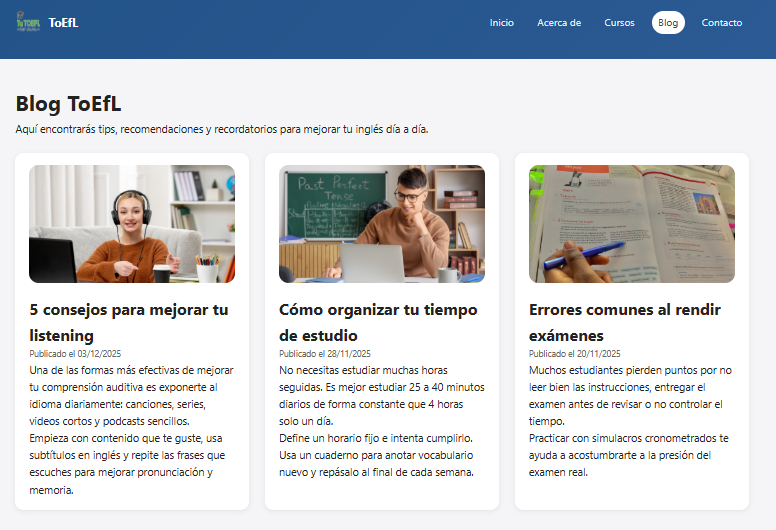 ToEFL
Inicio
Acerca de
Cursos
Blog
Contacto
Blog ToEfL
Aquí encontrarás tips, recomendaciones y recordatorios para mejorar tu inglés día a día.
Past Perfect
Tense
5 consejos para mejorar tu
listening
Publicado el 03/12/2025
Una de las formas más efectivas de mejorar
tu comprensión auditiva es exponerte al
idioma diariamente: canciones, series,
videos cortos y podcasts sencillos.
Empieza con contenido que te guste, usa
subtítulos en inglés y repite las frases que
escuches para mejorar pronunciación y
memoria.
Cómo organizar tu tiempo
de estudio
Publicado el 28/11/2025
No necesitas estudiar muchas horas
seguidas. Es mejor estudiar 25 a 40 minutos
diarios de forma constante que 4 horas
solo un día.
Define un horario fijo e intenta cumplirlo.
Usa un cuaderno para anotar vocabulario
nuevo y repásalo al final de cada semana.
Errores comunes al rendir
exámenes
Publicado el 20/11/2025
Muchos estudiantes pierden puntos por no
leer bien las instrucciones, entregar el
examen antes de revisar o no controlar el
tiempo.
Practicar con simulacros cronometrados te
ayuda a acostumbrarte a la presión del
examen real.